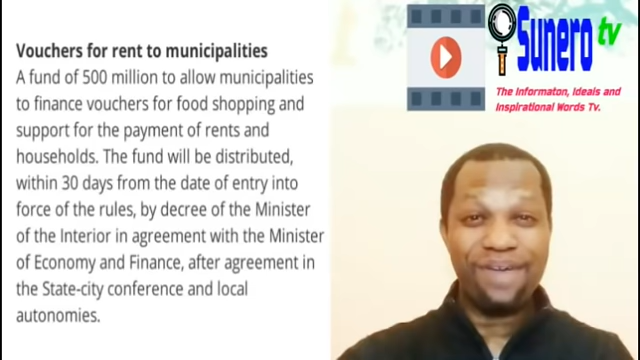 Vouchers for rent to municipalities
A fund of 500 million to allow municipalities
to finance vouchers for food shopping and
support for the payment of rents and
households. The fund will be distributed,
within 30 days from the date of entry into
force of the rules, by decree of the Minister
of the Interior in agreement with the Minister
of Economy and Finance, after agreement in
the State-city conference and local
autonomies.
Sunero tv
The Informaton, Ideals and
Inspirational Words Tv.